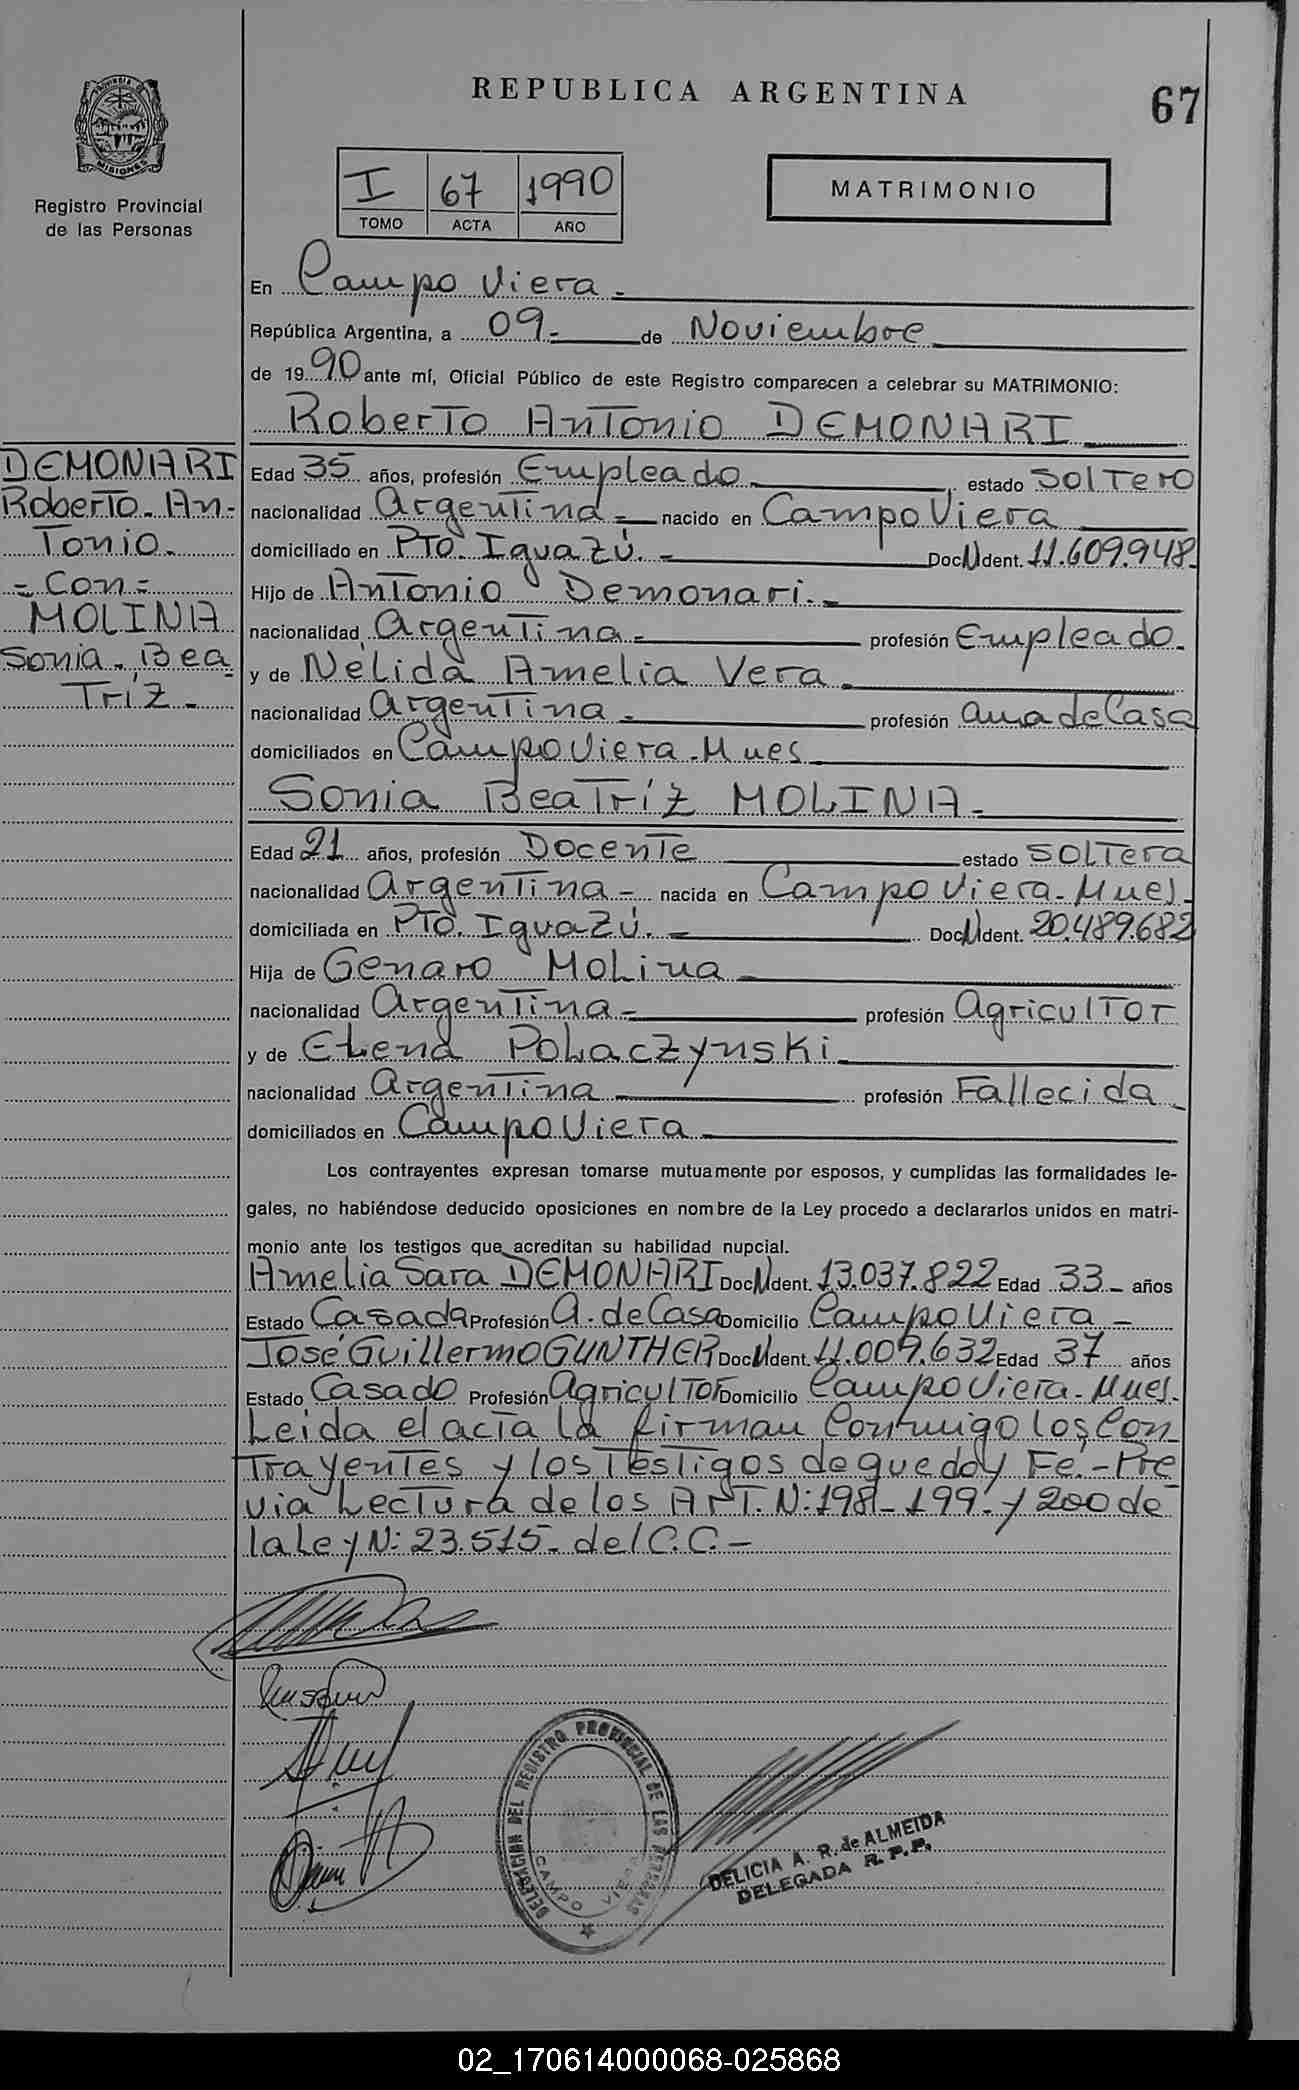 PROVINCIA DE
MISIONES
Registro Provincial
de las Personas
REPUBLICA ARGENTINA
67
I 67 1990
TOMO ACTA AÑO
MATRIMONIO
En Campo Viera.
República Argentina, a 09- de Noviembre
de 19 90 ante mí, Oficial Público de este Registro comparecen a celebrar su MATRIMONIO:
Roberto Antonio DEMONARI
DEMONARI
Roberto. An-
Tonio.
= Con =
MOLINA
Sonia. Bea
Tríz.
Edad 35 años, profesión Empleado estado SOLTERO
nacionalidad Argentina- nacido en Campo Viera
domiciliado en PTO. Iguazú.- Doc N Ident. 11.609.948.
Hijo de Antonio Demonari.-
nacionalidad Argentina.- profesión Empleado.
y de Nélida Amelia Vera.
nacionalidad Argentina.- profesión ama de Casa
domiciliados en Campo Viera.Mnes
Sonia Beatríz MOLINA-
Edad 21 años, profesión Docente estado SOLTERA
nacionalidad Argentina- nacida en Campo Viera-Mnes.
domiciliada en PTO. Iguazú.- Doc N Ident. 20.489.682
Hija de Genaro Molina
nacionalidad Argentina- profesión Agricultor
y de Elena Polaczynski
nacionalidad Argentina profesión Fallecida
domiciliados en Campo Viera
Los contrayentes expresan tomarse mutuamente por esposos, y cumplidas las formalidades le-
gales, no habiéndose deducido oposiciones en nombre de la Ley procedo a declararlos unidos en matri-
monio ante los testigos que acreditan su habilidad nupcial.
Amelia Sara DEMONARI Doc N Ident. 13.037.822 Edad 33- años
Estado Casada Profesión A. de Casa Domicilio Campo Viera-
José Guillermo GUNTHER Doc N Ident. 11.009.632 Edad 37 años
Estado Casado Profesión Agricultor Domicilio Campo Viera.Mnes.
Leida el acta la firman Conmigo los Con
Trayentes y los Testigos de que doy Fe.-Pre
via Lectura de los ART. N: 198- 199. y 200 de
la Ley N: 23.515- del C.C.-
DELEGACION DEL REGISTRO PROVINCIAL DE LAS PERSONAS
CAMPO VIERA
DELICIA A. R. de ALMEIDA
DELEGADA R. P. P.
02_170614000068-025868